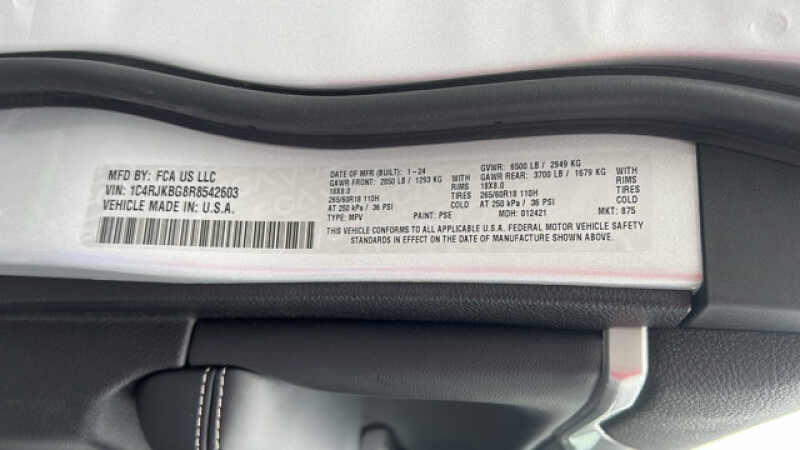 MFD BY: FCA US LLC
VIN: 1C4RJKBG8R8542603
VEHICLE MADE IN: U.S.A.
DATE OF MFR (BUILT): 1-24
GAWR FRONT: 2850 LB / 1293 KG WITH
18X8.0
265/60R18 110H TIRES
AT 250 kPa / 36 PSI COLD
TYPE: MPV PAINT: PSE
GVWR: 6500 LB / 2949 KG
GAWR REAR: 3700 LB / 1679 KG WITH
18X8.0
265/60R18 110H TIRES
AT 250 kPa / 36 PSI COLD
MDH: 012421 MKT: 875
THIS VEHICLE CONFORMS TO ALL APPLICABLE U.S.A. FEDERAL MOTOR VEHICLE SAFETY
STANDARDS IN EFFECT ON THE DATE OF MANUFACTURE SHOWN ABOVE.